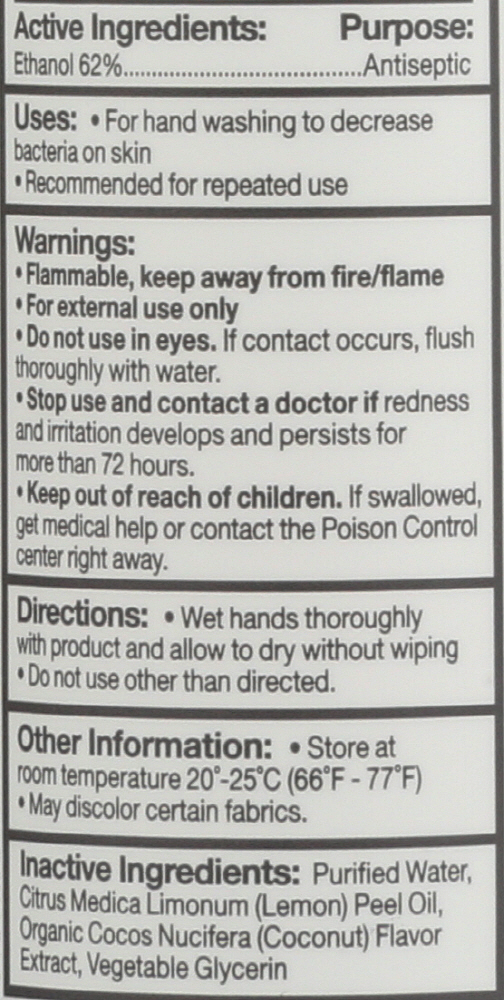 Active Ingredients: Purpose:
Ethanol 62%..........................................Antiseptic
Uses: • For hand washing to decrease
bacteria on skin
• Recommended for repeated use
Warnings:
• Flammable, keep away from fire/flame
• For external use only
• Do not use in eyes. If contact occurs, flush
thoroughly with water.
• Stop use and contact a doctor if redness
and irritation develops and persists for
more than 72 hours.
• Keep out of reach of children. If swallowed,
get medical help or contact the Poison Control
center right away.
Directions: • Wet hands thoroughly
with product and allow to dry without wiping
• Do not use other than directed.
Other Information: • Store at
room temperature 20°-25°C (66°F - 77°F)
• May discolor certain fabrics.
Inactive Ingredients: Purified Water,
Citrus Medica Limonum (Lemon) Peel Oil,
Organic Cocos Nucifera (Coconut) Flavor
Extract, Vegetable Glycerin